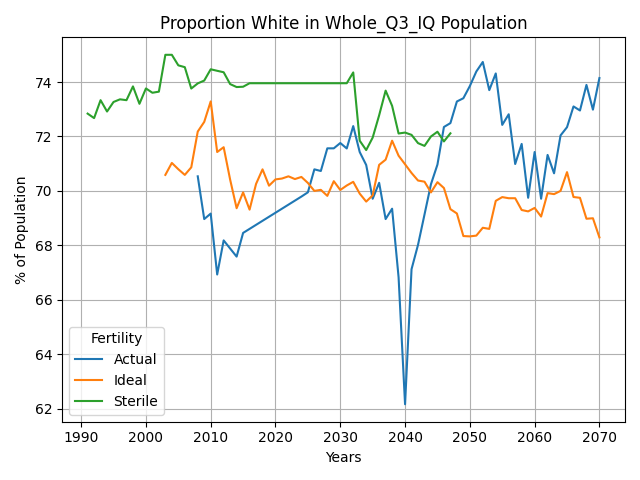 Proportion White in Whole_Q3_IQ Population
% of Population
74
72
70
68
66
64
62
Fertility
Actual
Ideal
Sterile
1990 2000 2010 2020 2030 2040 2050 2060 2070
Years